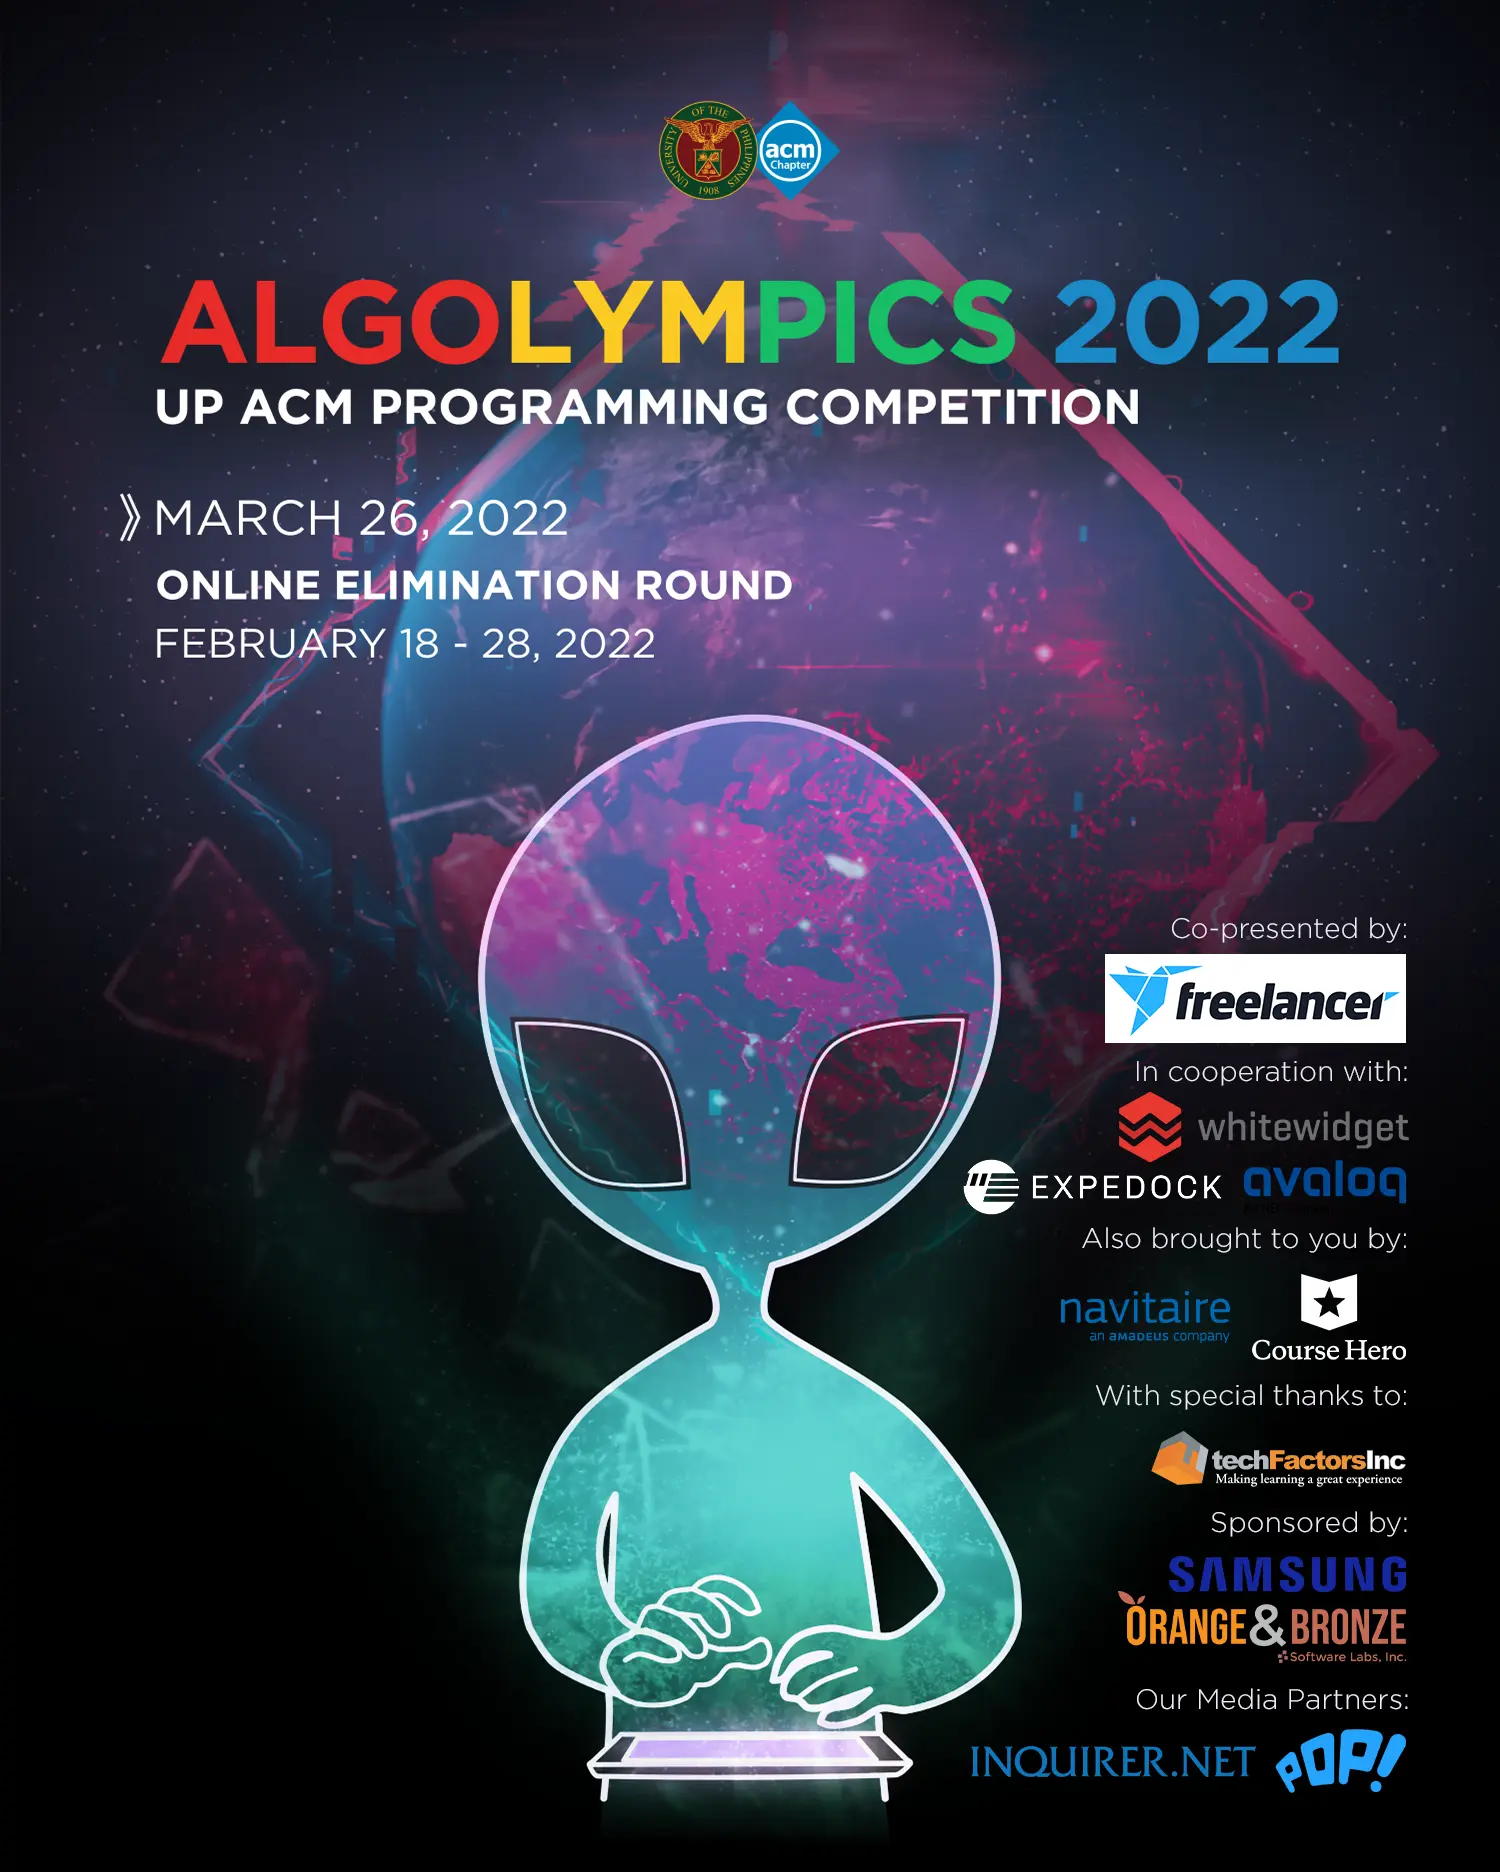 UNIVERSITY OF THE PHILIPPINES
1908
acm
Chapter
ALGOLYMPICS 2022
UP ACM PROGRAMMING COMPETITION
MARCH 26, 2022
ONLINE ELIMINATION ROUND
FEBRUARY 18 - 28, 2022
Co-presented by:
freelancer
In cooperation with:
whitewidget
EXPEDOCK avaloq
Also brought to you by:
navitaire
an amadeus company
Course Hero
With special thanks to:
techFactorsInc
Making learning a great experience
Sponsored by:
SAMSUNG
ORANGE & BRONZE
Software Labs, Inc.
Our Media Partners:
INQUIRER.NET POP!